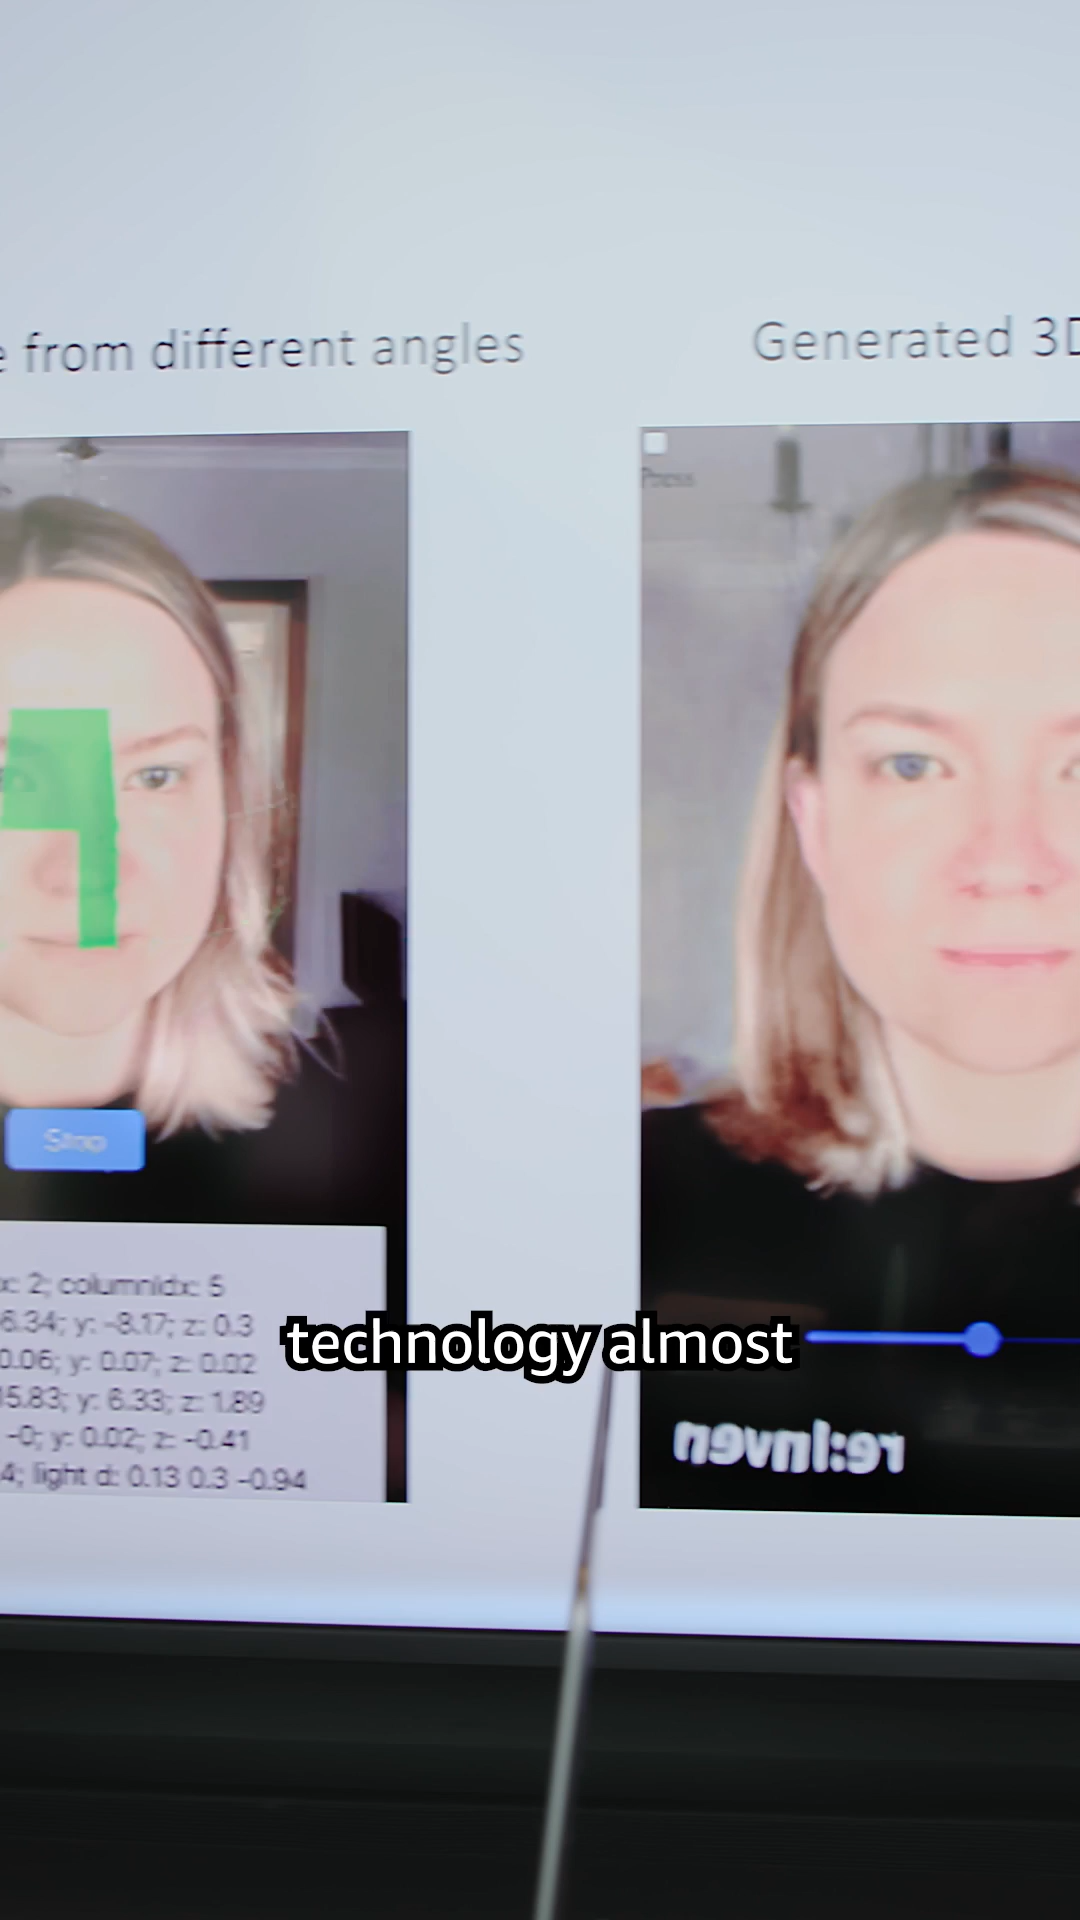 e from different angles
Generated 3D
Press
Stop
x: 2; columnIdx: 5
6.34; y: -8.17; z: 0.3
0.06; y: 0.07; z: 0.02
15.83; y: 6.33; z: 1.89
-0; y: 0.02; z: -0.41
4; light d: 0.13 0.3 -0.94
technology almost
re:Inven